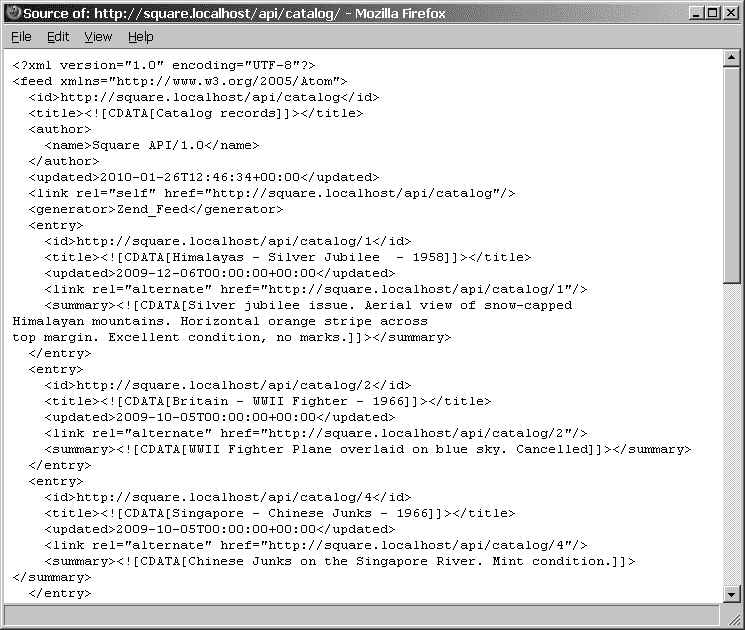 Source of: http://square.localhost/api/catalog/ - Mozilla Firefox
File Edit View Help
<?xml version="1.0" encoding="UTF-8"?>
<feed xmlns="http://www.w3.org/2005/Atom">
  <id>http://square.localhost/api/catalog</id>
  <title><![CDATA[Catalog records]]></title>
  <author>
    <name>Square API/1.0</name>
  </author>
  <updated>2010-01-26T12:46:34+00:00</updated>
  <link rel="self" href="http://square.localhost/api/catalog"/>
  <generator>Zend_Feed</generator>
  <entry>
    <id>http://square.localhost/api/catalog/1</id>
    <title><![CDATA[Himalayas - Silver Jubilee  - 1958]]></title>
    <updated>2009-12-06T00:00:00+00:00</updated>
    <link rel="alternate" href="http://square.localhost/api/catalog/1"/>
    <summary><![CDATA[Silver jubilee issue. Aerial view of snow-capped
Himalayan mountains. Horizontal orange stripe across
top margin. Excellent condition, no marks.]]></summary>
  </entry>
  <entry>
    <id>http://square.localhost/api/catalog/2</id>
    <title><![CDATA[Britain - WWII Fighter - 1966]]></title>
    <updated>2009-10-05T00:00:00+00:00</updated>
    <link rel="alternate" href="http://square.localhost/api/catalog/2"/>
    <summary><![CDATA[WWII Fighter Plane overlaid on blue sky. Cancelled]]></summary>
  </entry>
  <entry>
    <id>http://square.localhost/api/catalog/4</id>
    <title><![CDATA[Singapore - Chinese Junks - 1966]]></title>
    <updated>2009-10-05T00:00:00+00:00</updated>
    <link rel="alternate" href="http://square.localhost/api/catalog/4"/>
    <summary><![CDATA[Chinese Junks on the Singapore River. Mint condition.]]>
</summary>
  </entry>